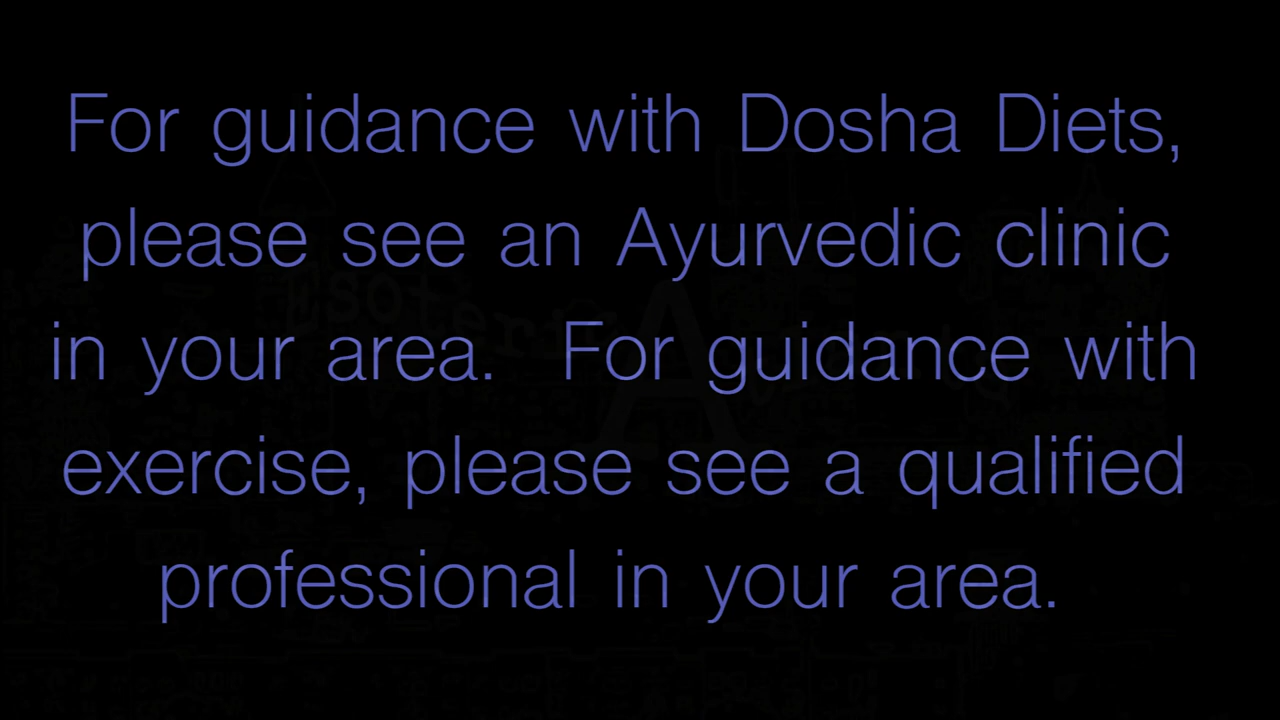 For guidance with Dosha Diets,
please see an Ayurvedic clinic
in your area.  For guidance with
exercise, please see a qualified
professional in your area.